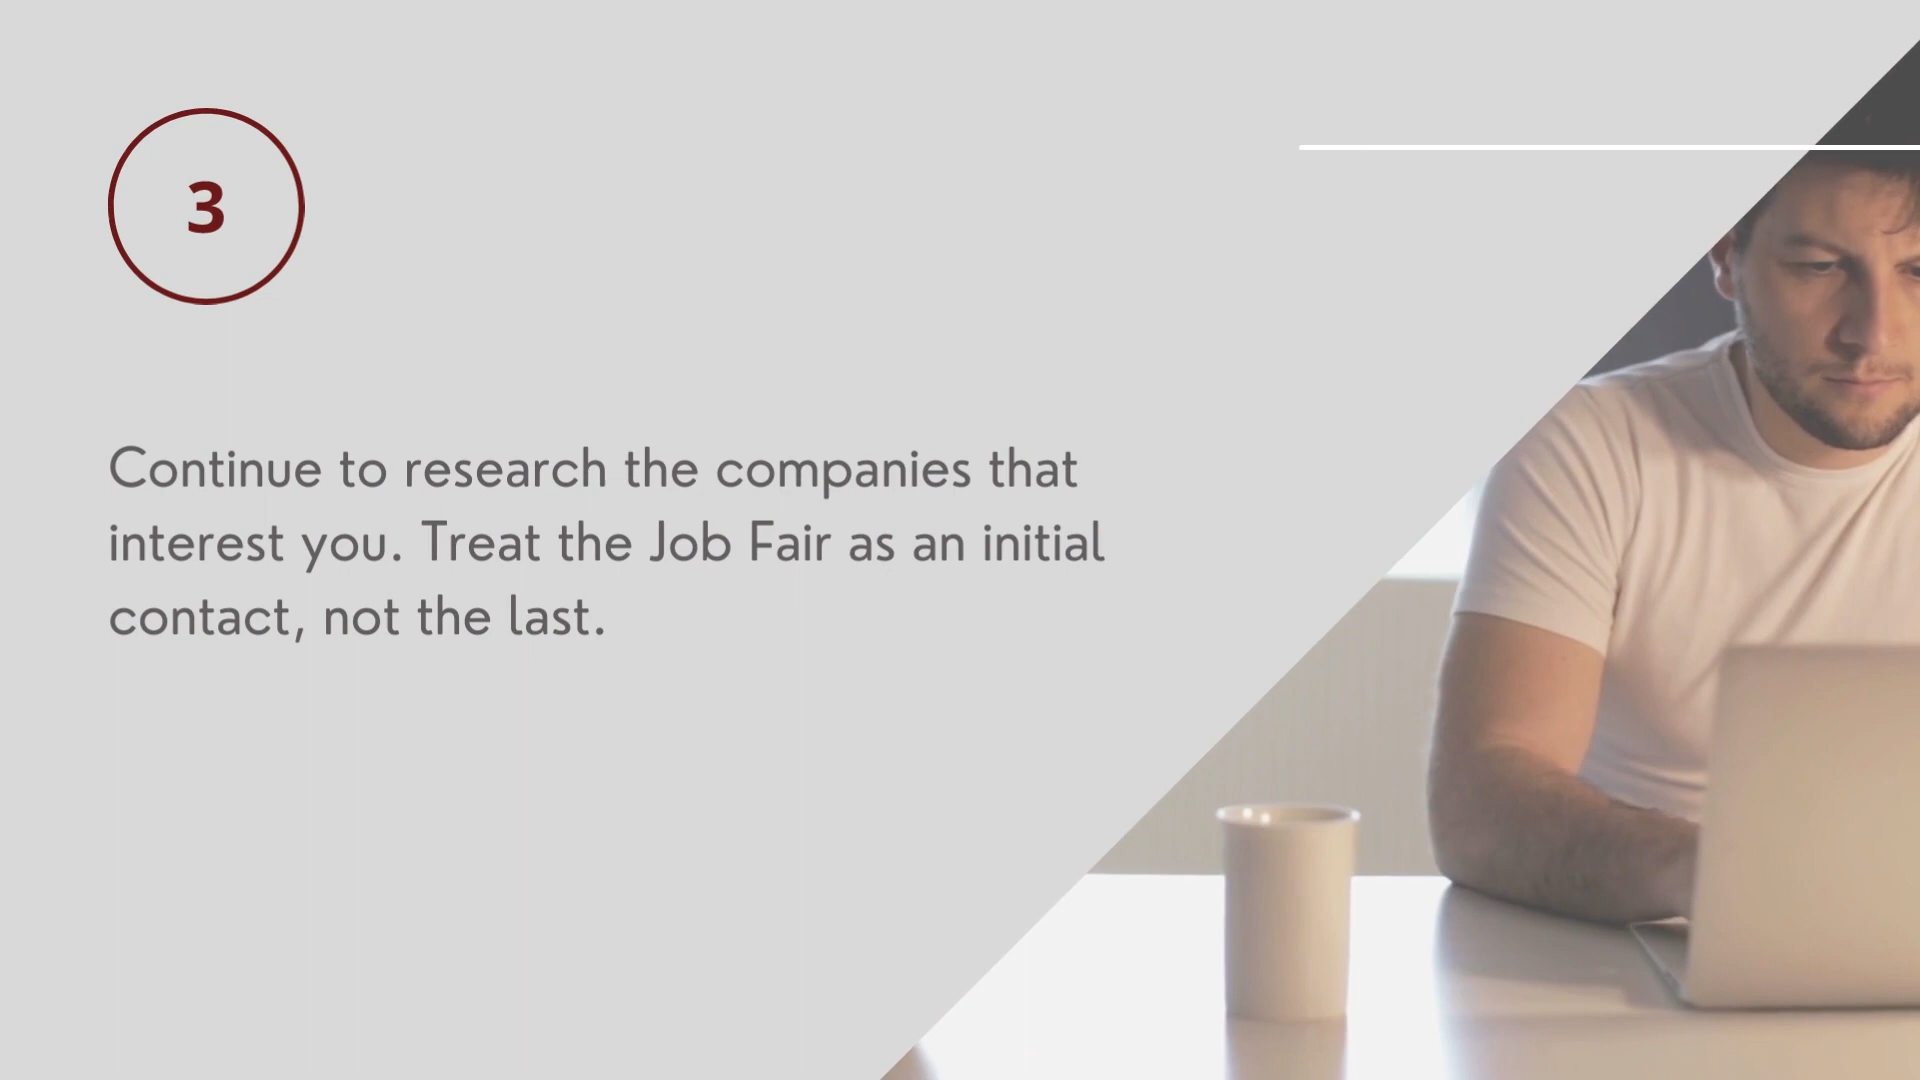 3
Continue to research the companies that
interest you. Treat the Job Fair as an initial
contact, not the last.